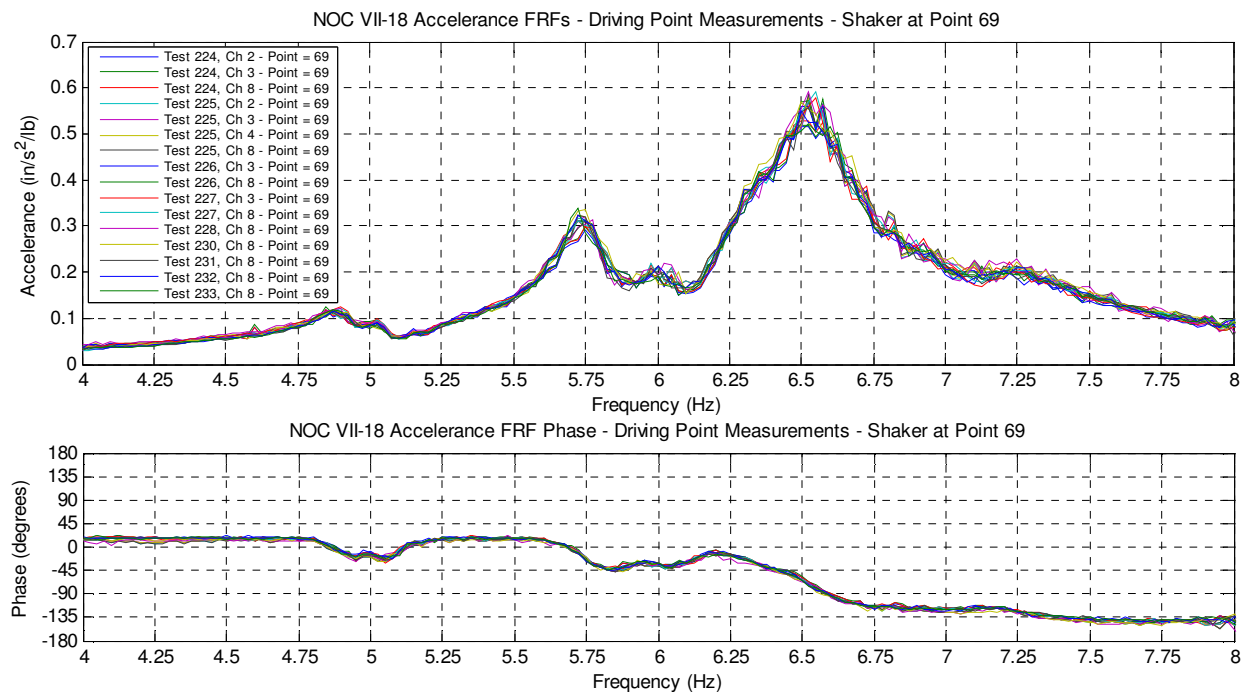 NOC VII-18 Accelerance FRFs - Driving Point Measurements - Shaker at Point 69
0.7
0.6
0.5
0.4
0.3
0.2
0.1
0
Accelerance (in/s²/lb)
Test 224, Ch 2 - Point = 69
Test 224, Ch 3 - Point = 69
Test 224, Ch 8 - Point = 69
Test 225, Ch 2 - Point = 69
Test 225, Ch 3 - Point = 69
Test 225, Ch 4 - Point = 69
Test 225, Ch 8 - Point = 69
Test 226, Ch 3 - Point = 69
Test 226, Ch 8 - Point = 69
Test 227, Ch 3 - Point = 69
Test 227, Ch 8 - Point = 69
Test 228, Ch 8 - Point = 69
Test 230, Ch 8 - Point = 69
Test 231, Ch 8 - Point = 69
Test 232, Ch 8 - Point = 69
Test 233, Ch 8 - Point = 69
4 4.25 4.5 4.75 5 5.25 5.5 5.75 6 6.25 6.5 6.75 7 7.25 7.5 7.75 8
Frequency (Hz)
NOC VII-18 Accelerance FRF Phase - Driving Point Measurements - Shaker at Point 69
180
135
90
45
0
-45
-90
-135
-180
Phase (degrees)
4 4.25 4.5 4.75 5 5.25 5.5 5.75 6 6.25 6.5 6.75 7 7.25 7.5 7.75 8
Frequency (Hz)